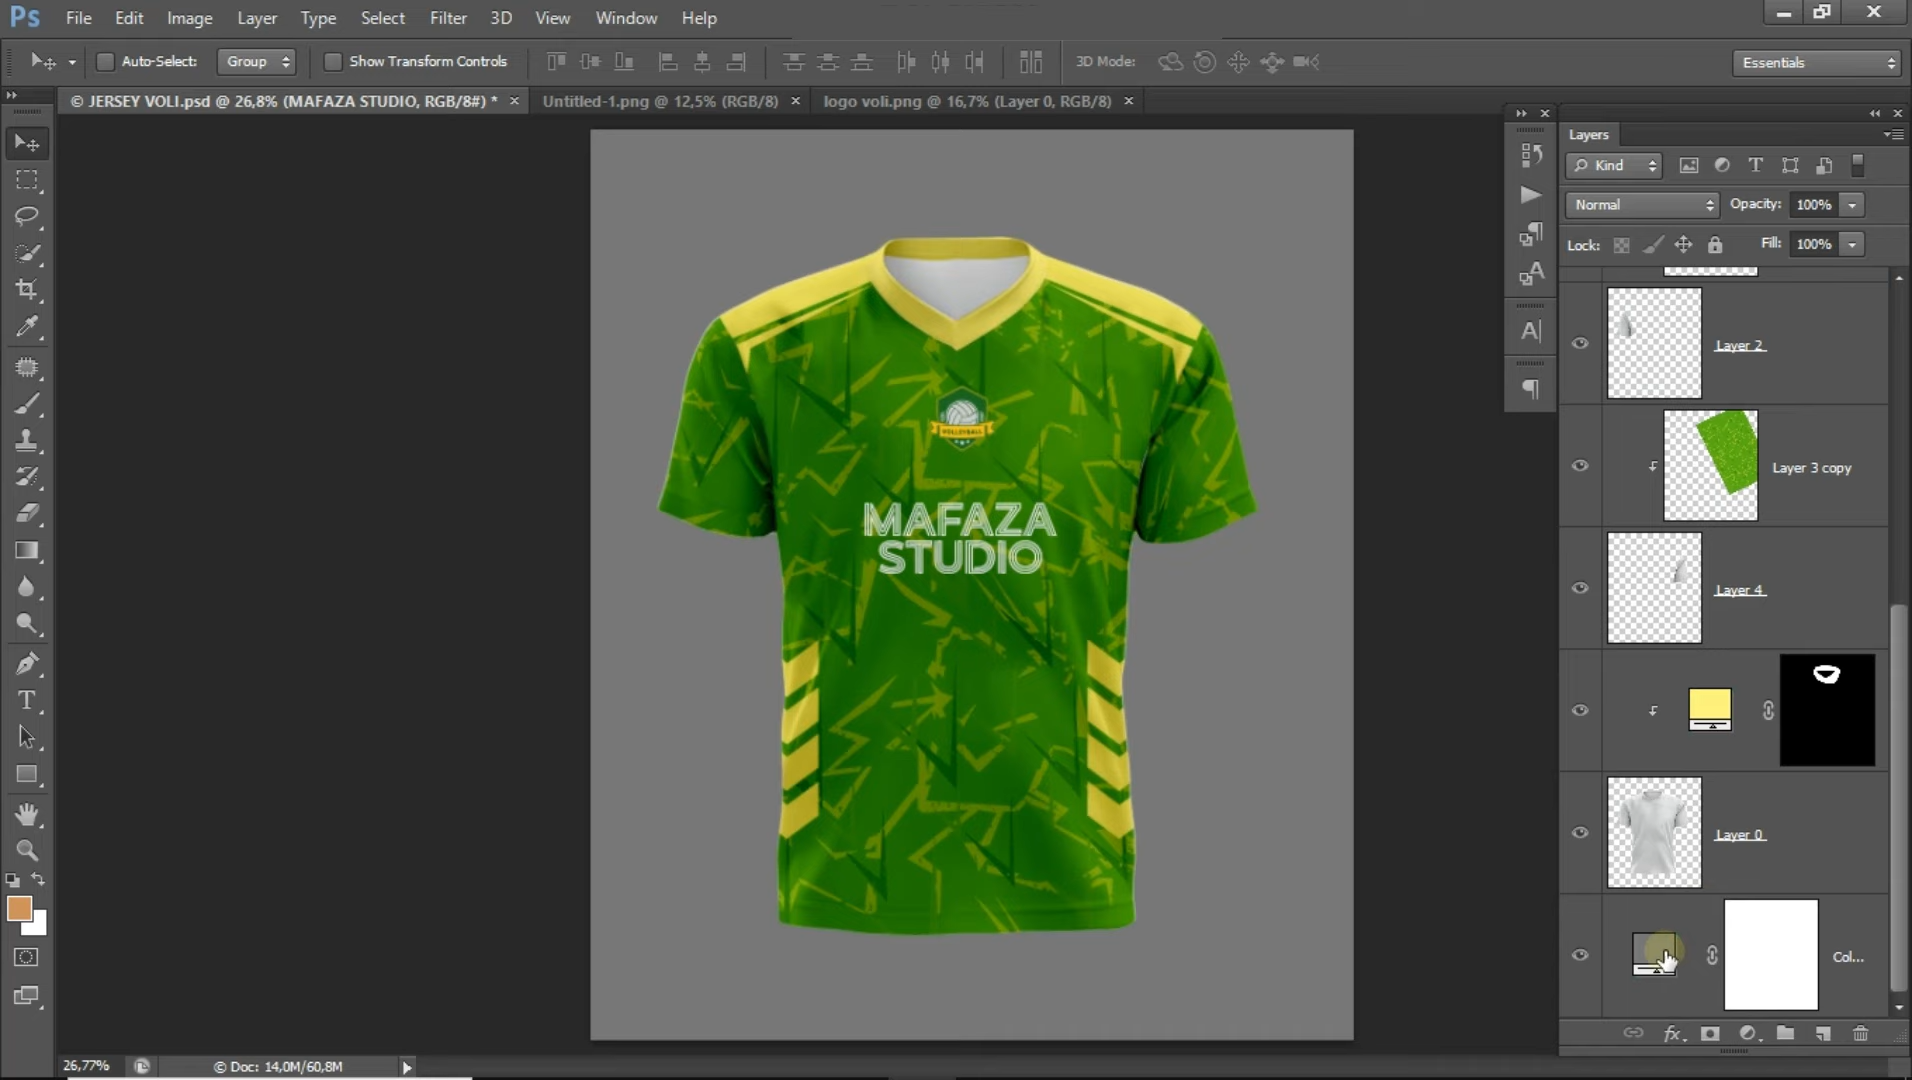 Ps File Edit Image Layer Type Select Filter 3D View Window Help
Auto-Select: Group Show Transform Controls 3D Mode: Essentials
© JERSEY VOLI.psd @ 26,8% (MAFAZA STUDIO, RGB/8#) * × Untitled-1.png @ 12,5% (RGB/8) × logo voli.png @ 16,7% (Layer 0, RGB/8) ×
Layers
Kind
Normal Opacity: 100%
Lock: Fill: 100%
Layer 2
VOLLEYBALL
Layer 3 copy
MAFAZA
STUDIO
Layer 4
Layer 0
Col...
26,77% © Doc: 14,0M/60,8M